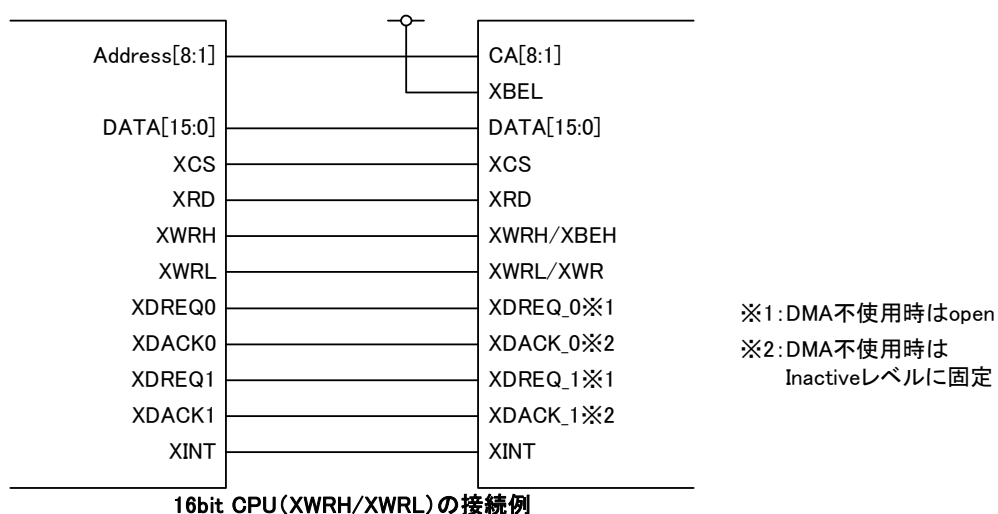 Address[8:1] CA[8:1]
XBEL
DATA[15:0] DATA[15:0]
XCS XCS
XRD XRD
XWRH XWRH/XBEH
XWRL XWRL/XWR
XDREQ0 XDREQ_0※1
XDACK0 XDACK_0※2
XDREQ1 XDREQ_1※1
XDACK1 XDACK_1※2
XINT XINT
※1:DMA不使用時はopen
※2:DMA不使用時は
Inactiveレベルに固定
16bit CPU(XWRH/XWRL)の接続例